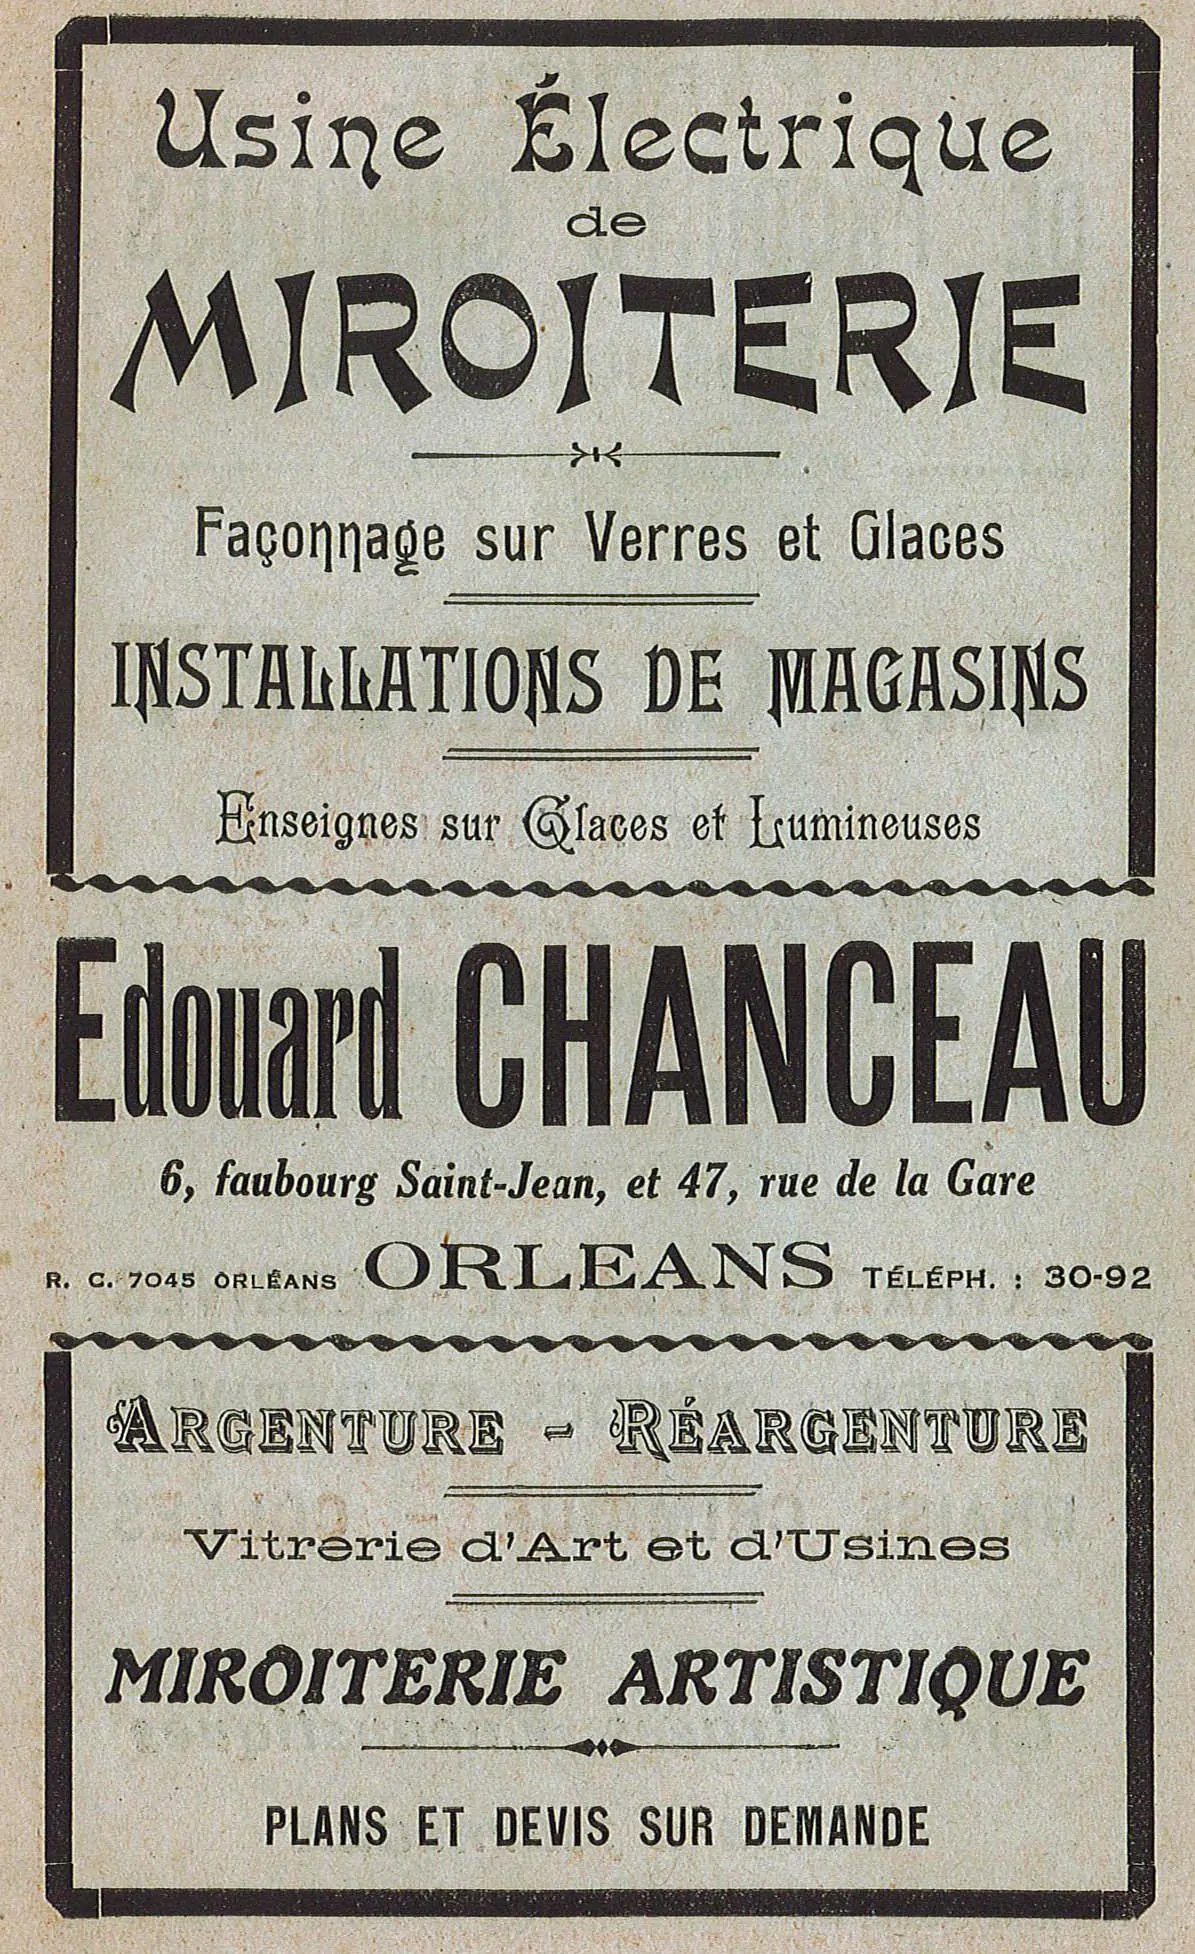 Usine Électrique
de
MIROITERIE
Façonnage sur Verres et Glaces
INSTALLATIONS DE MAGASINS
Enseignes sur Glaces et Lumineuses
Edouard CHANCEAU
6, faubourg Saint-Jean, et 47, rue de la Gare
R. C. 7045 ORLÉANS ORLEANS TÉLÉPH. : 30-92
ARGENTURE - RÉARGENTURE
Vitrerie d'Art et d'Usines
MIROITERIE ARTISTIQUE
PLANS ET DEVIS SUR DEMANDE